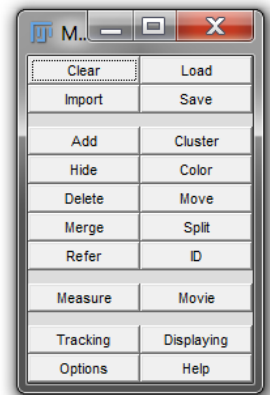 M...
Clear Load
Import Save
Add Cluster
Hide Color
Delete Move
Merge Split
Refer ID
Measure Movie
Tracking Displaying
Options Help